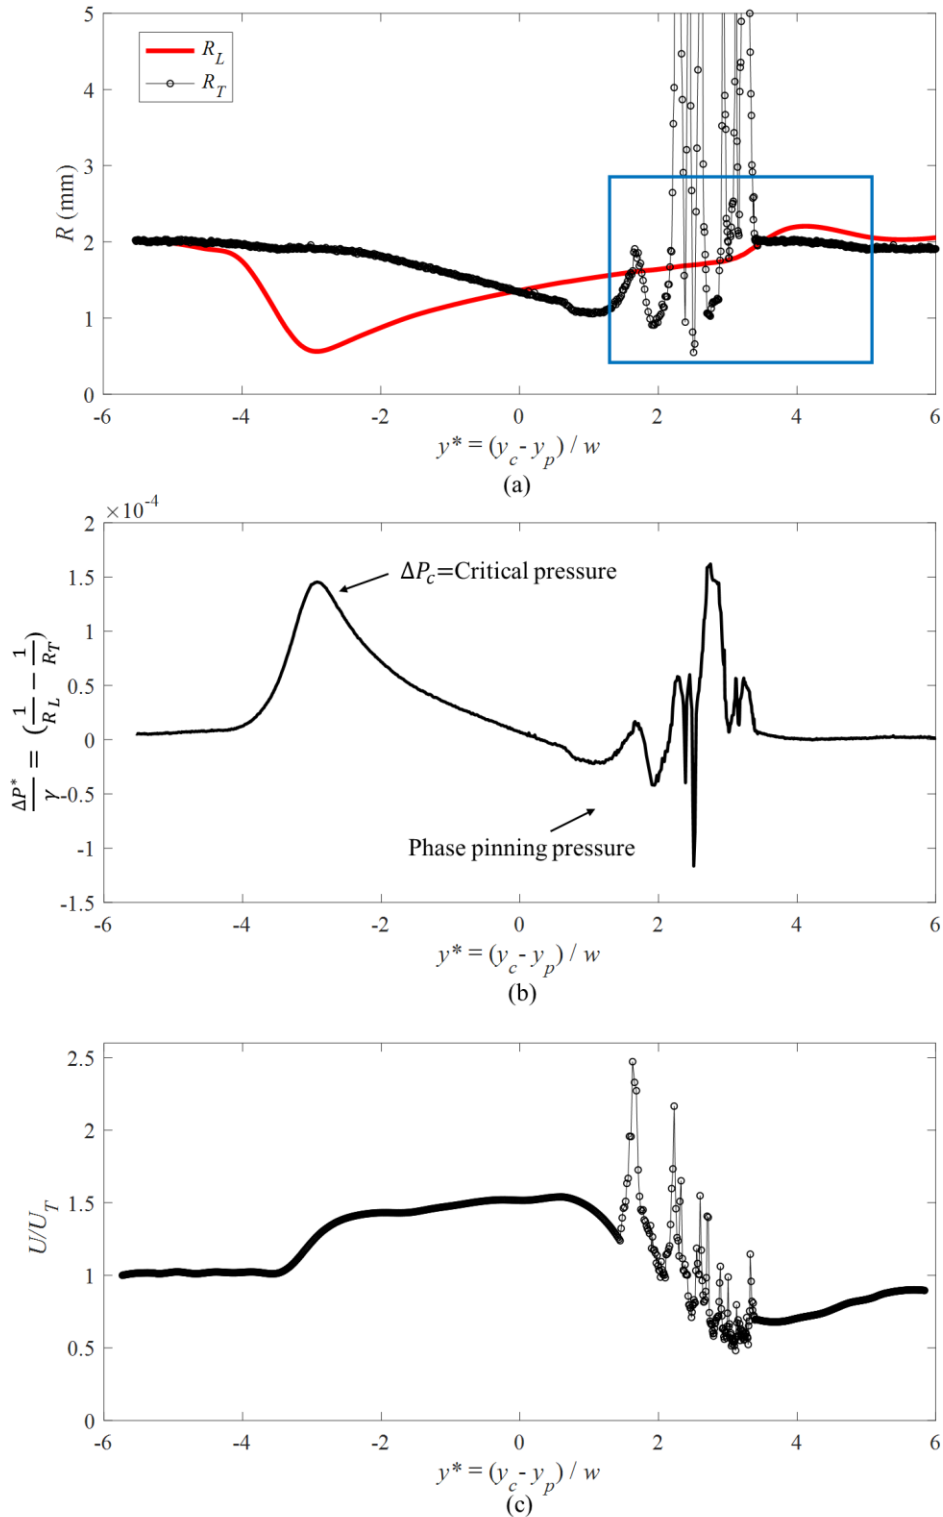 5
4
3
2
1
0
R (mm)
R_L
R_T
-6 -4 -2 0 2 4 6
y* = (y_c - y_p) / w
(a)
×10^-4
2
1.5
1
0.5
0
-0.5
-1
-1.5
ΔP*/γ = (1/R_L − 1/R_T)
ΔP_c=Critical pressure
Phase pinning pressure
-6 -4 -2 0 2 4 6
y* = (y_c - y_p) / w
(b)
2.5
2
1.5
1
0.5
0
U/U_T
-6 -4 -2 0 2 4 6
y* = (y_c - y_p) / w
(c)